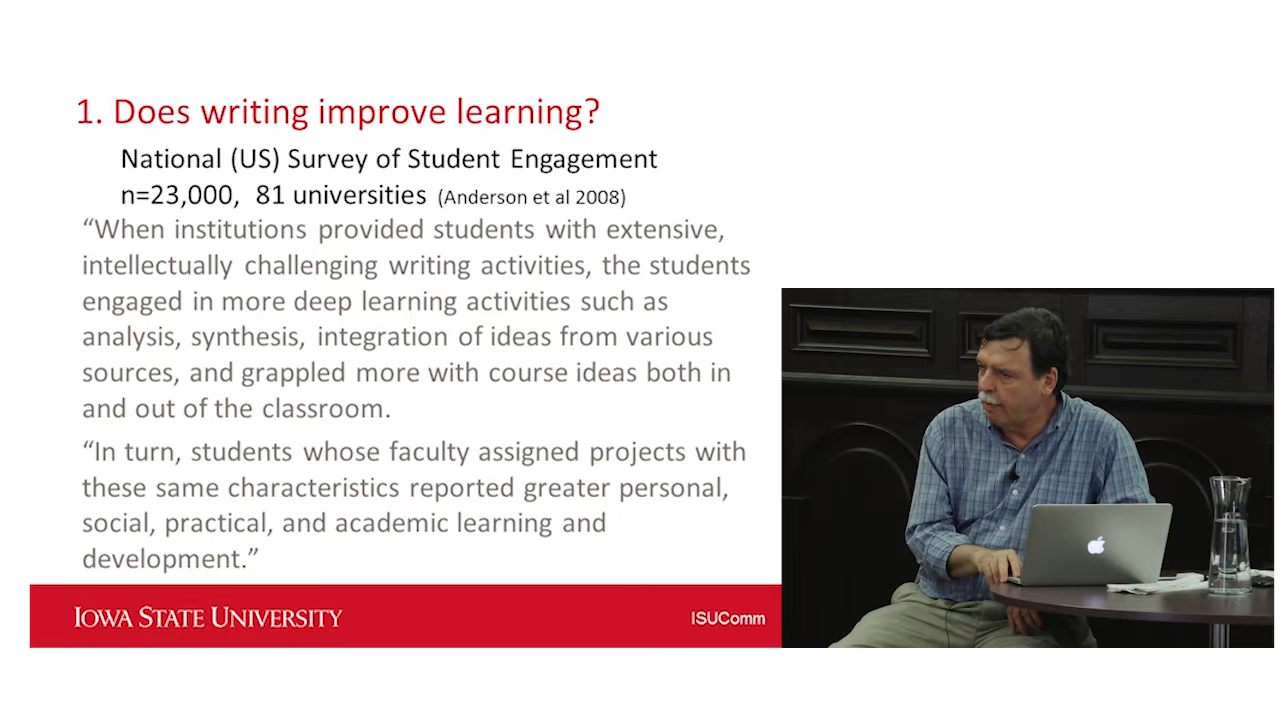 1. Does writing improve learning?
National (US) Survey of Student Engagement
n=23,000, 81 universities (Anderson et al 2008)
“When institutions provided students with extensive,
intellectually challenging writing activities, the students
engaged in more deep learning activities such as
analysis, synthesis, integration of ideas from various
sources, and grappled more with course ideas both in
and out of the classroom.
“In turn, students whose faculty assigned projects with
these same characteristics reported greater personal,
social, practical, and academic learning and
development.”
IOWA STATE UNIVERSITY
ISUComm